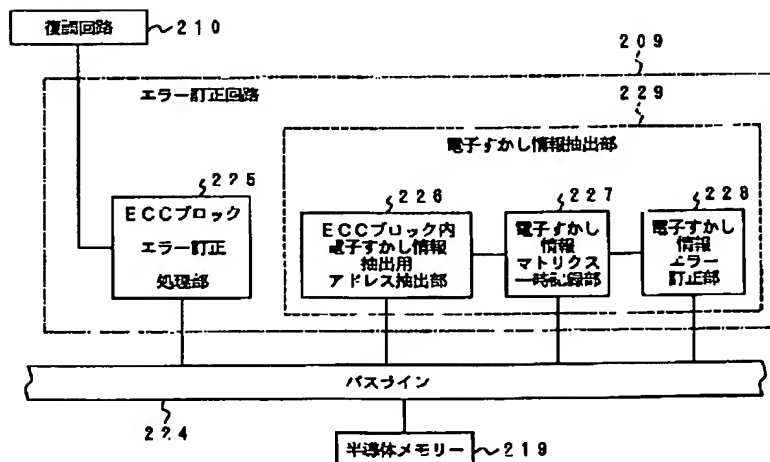 復調回路
210
209
エラー訂正回路
229
電子すかし情報抽出部
225
ECCブロック
エラー訂正
処理部
226
ECCブロック内
電子すかし情報
抽出用
アドレス抽出部
227
電子すかし
情報
マトリクス
一時記録部
228
電子すかし
情報
エラー
訂正部
バスライン
224
半導体メモリー
219